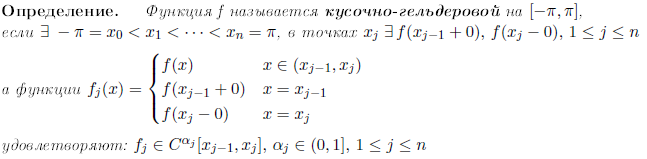 Определение. Функция f называется кусочно-гельдеровой на [−π, π],
если ∃ −π = x₀ < x₁ < ··· < xₙ = π, в точках xⱼ ∃ f(xⱼ₋₁ + 0), f(xⱼ − 0), 1 ≤ j ≤ n
а функции fⱼ(x) = { f(x) x ∈ (xⱼ₋₁, xⱼ)
f(xⱼ₋₁ + 0) x = xⱼ₋₁
f(xⱼ − 0) x = xⱼ
удовлетворяют: fⱼ ∈ C^{αⱼ}[xⱼ₋₁, xⱼ], αⱼ ∈ (0, 1], 1 ≤ j ≤ n